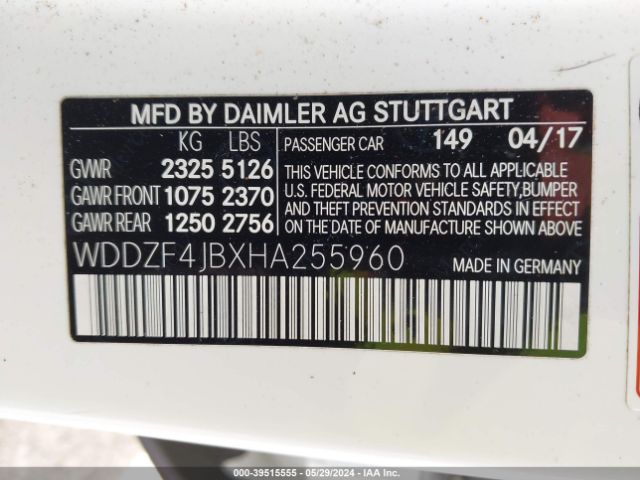 MFD BY DAIMLER AG STUTTGART
KG LBS PASSENGER CAR 149 04/17
GVWR 2325 5126
GAWR FRONT 1075 2370
GAWR REAR 1250 2756
THIS VEHICLE CONFORMS TO ALL APPLICABLE
U.S. FEDERAL MOTOR VEHICLE SAFETY,BUMPER
AND THEFT PREVENTION STANDARDS IN EFFECT
ON THE DATE OF MANUFACTURE SHOWN ABOVE.
WDDZF4JBXHA255960 MADE IN GERMANY
000-39515555 - 05/29/2024 - IAA Inc.